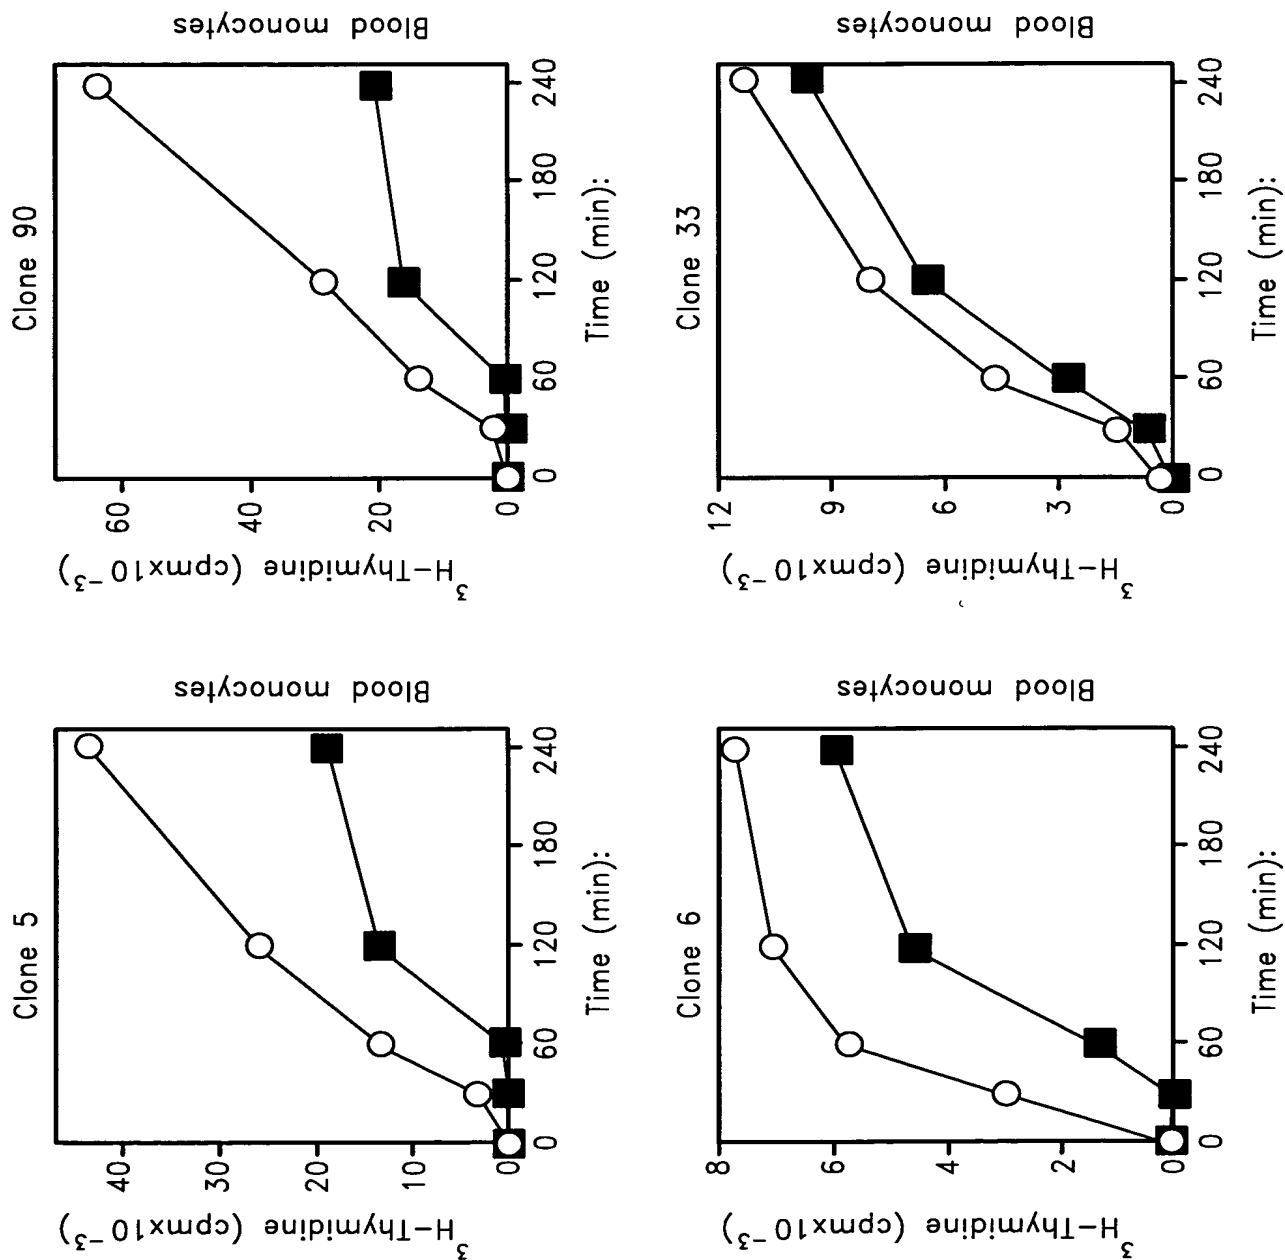 Clone 5
³H-Thymidine (cpmx10⁻³)
40
30
20
10
0
0 60 120 180 240
Time (min):
Blood monocytes
Clone 90
³H-Thymidine (cpmx10⁻³)
60
40
20
0
0 60 120 180 240
Time (min):
Blood monocytes
Clone 6
³H-Thymidine (cpmx10⁻³)
8
6
4
2
0
0 60 120 180 240
Time (min):
Blood monocytes
Clone 33
³H-Thymidine (cpmx10⁻³)
12
9
6
3
0
0 60 120 180 240
Time (min):
Blood monocytes